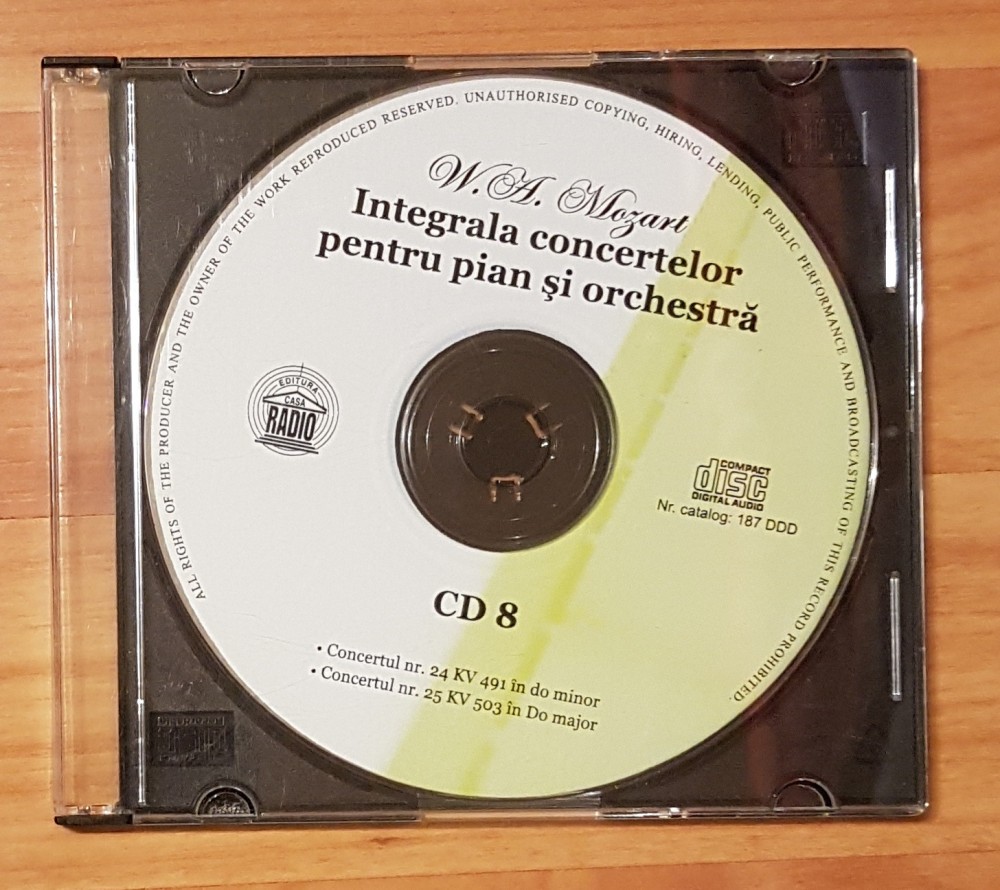 ALL RIGHTS OF THE PRODUCER AND THE OWNER OF THE WORK REPRODUCED RESERVED. UNAUTHORISED COPYING, HIRING, LENDING, PUBLIC PERFORMANCE AND BROADCASTING OF THIS RECORD PROHIBITED.
W. A. Mozart
Integrala concertelor
pentru pian și orchestră
EDITURA
CASA
RADIO
COMPACT
disc
DIGITAL AUDIO
Nr. catalog: 187 DDD
CD 8
• Concertul nr. 24 KV 491 în do minor
• Concertul nr. 25 KV 503 în Do major